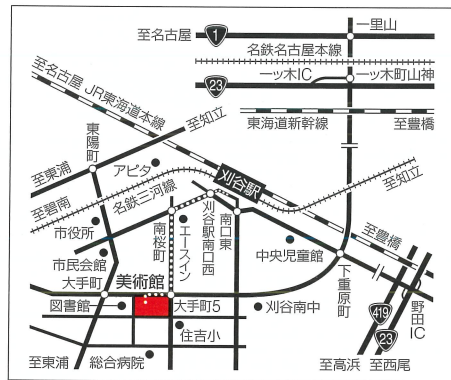 至名古屋
1
一里山
名鉄名古屋本線
至名古屋
JR東海道本線
23
一ッ木IC
一ッ木町山神
東海道新幹線
至豊橋
東陽町
至知立
至東浦
アピタ
刈谷駅
至碧南
名鉄三河線
至知立
市役所
南桜町
エースイン
刈谷駅南口西
南口東
至豊橋
市民会館
中央児童館
下重原町
大手町
美術館
図書館
大手町5
刈谷南中
419
野田IC
住吉小
23
至東浦
総合病院
至高浜
至西尾